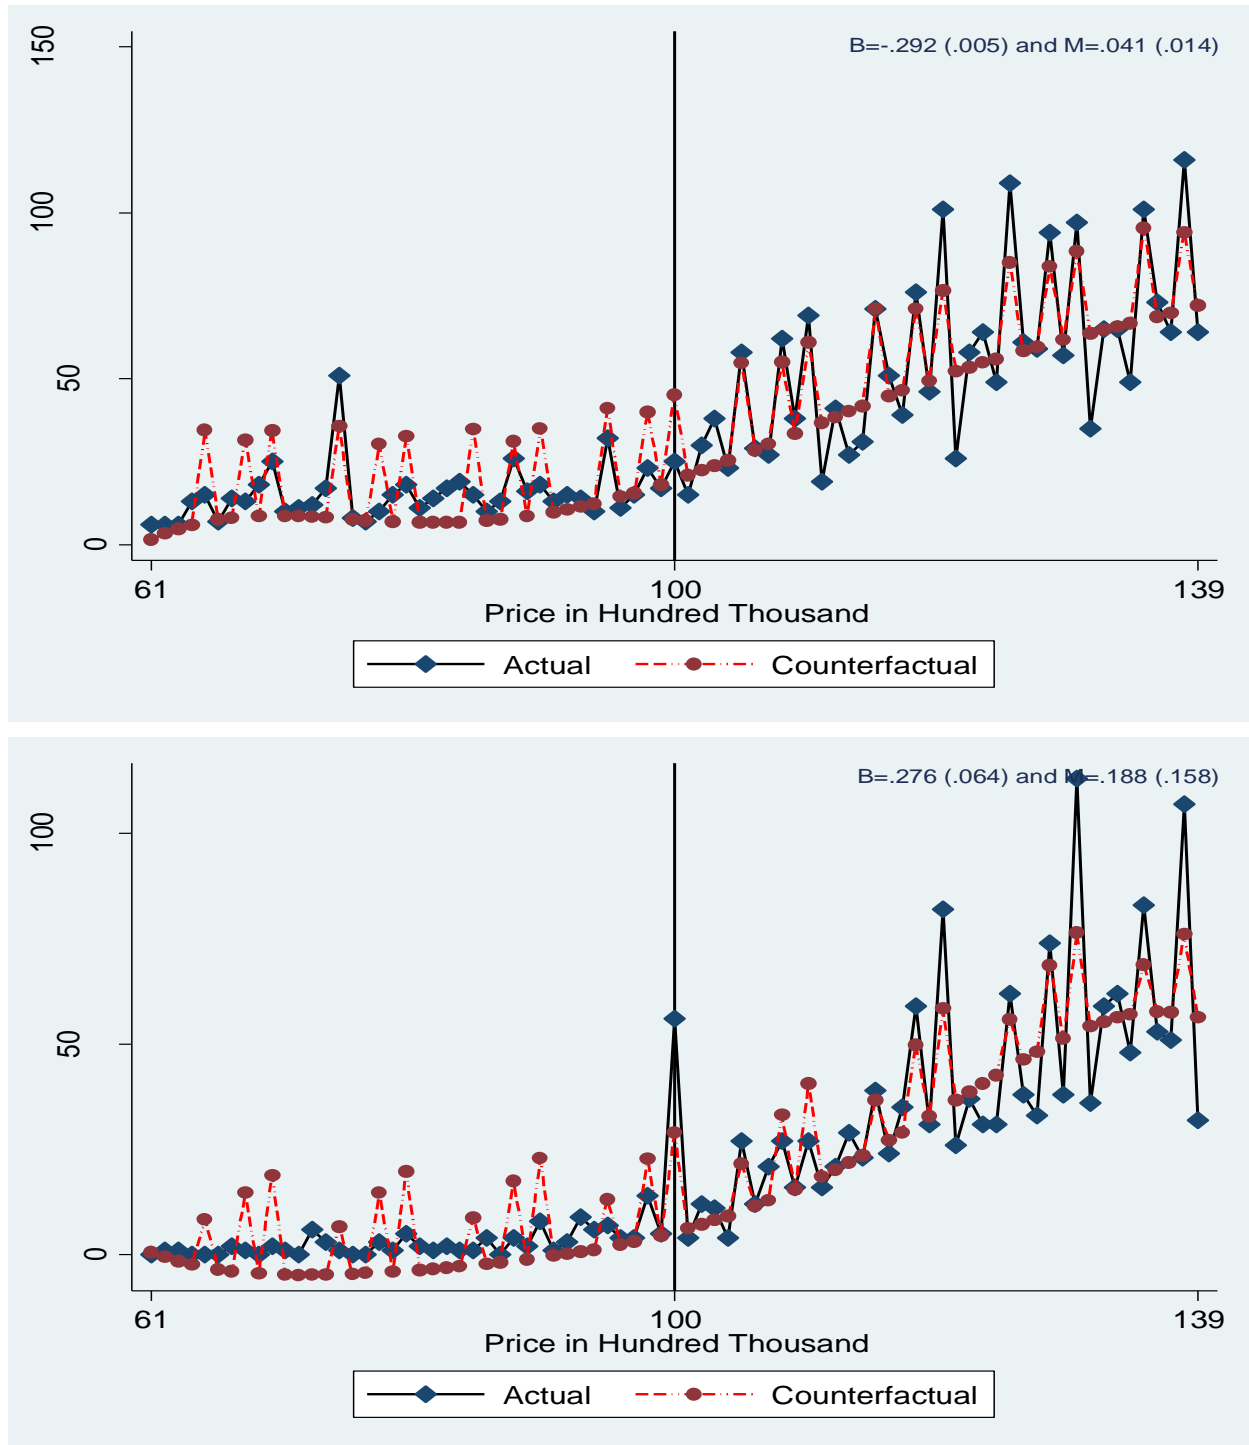 150
100
50
0
B=-.292 (.005) and M=.041 (.014)
61
100
139
Price in Hundred Thousand
Actual
Counterfactual
100
50
0
B=.276 (.064) and M=.188 (.158)
61
100
139
Price in Hundred Thousand
Actual
Counterfactual